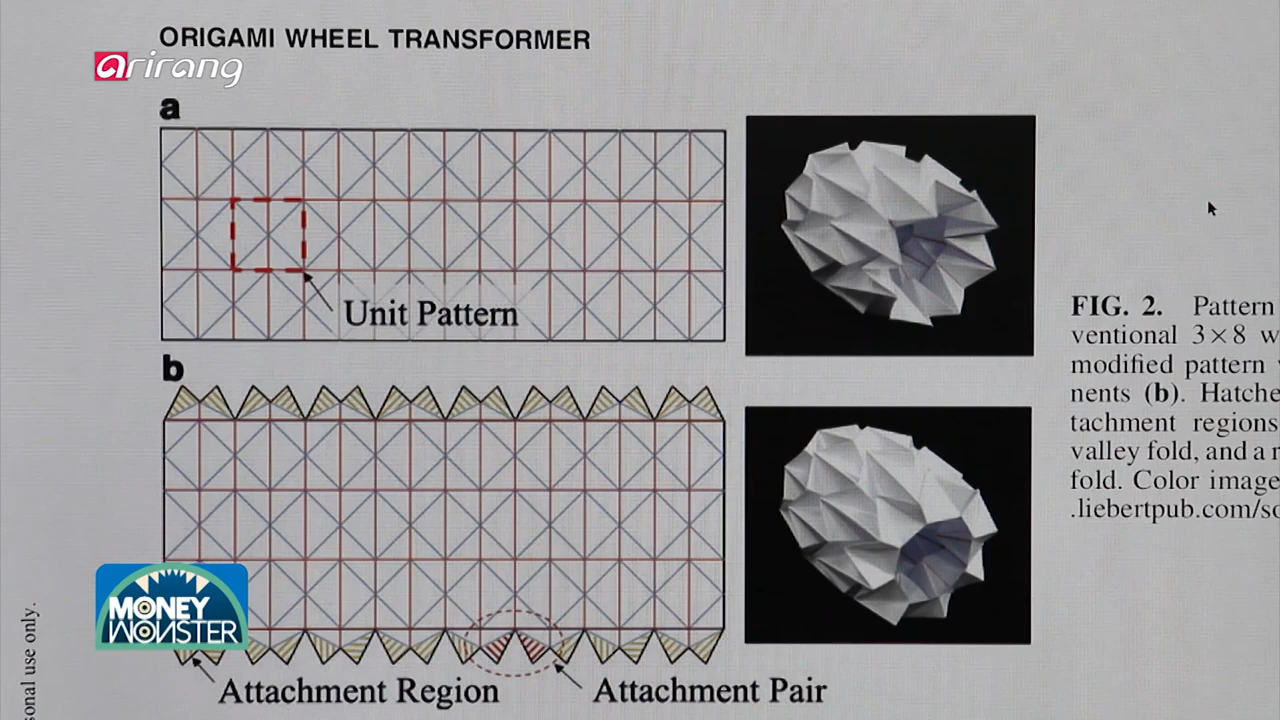 ORIGAMI WHEEL TRANSFORMER
arirang
a
Unit Pattern
b
FIG. 2. Pattern
ventional 3×8 w
modified pattern
nents (b). Hatche
tachment regions
valley fold, and a r
fold. Color image
.liebertpub.com/so
MONEY
MONSTER
Attachment Region
Attachment Pair
sonal use only.